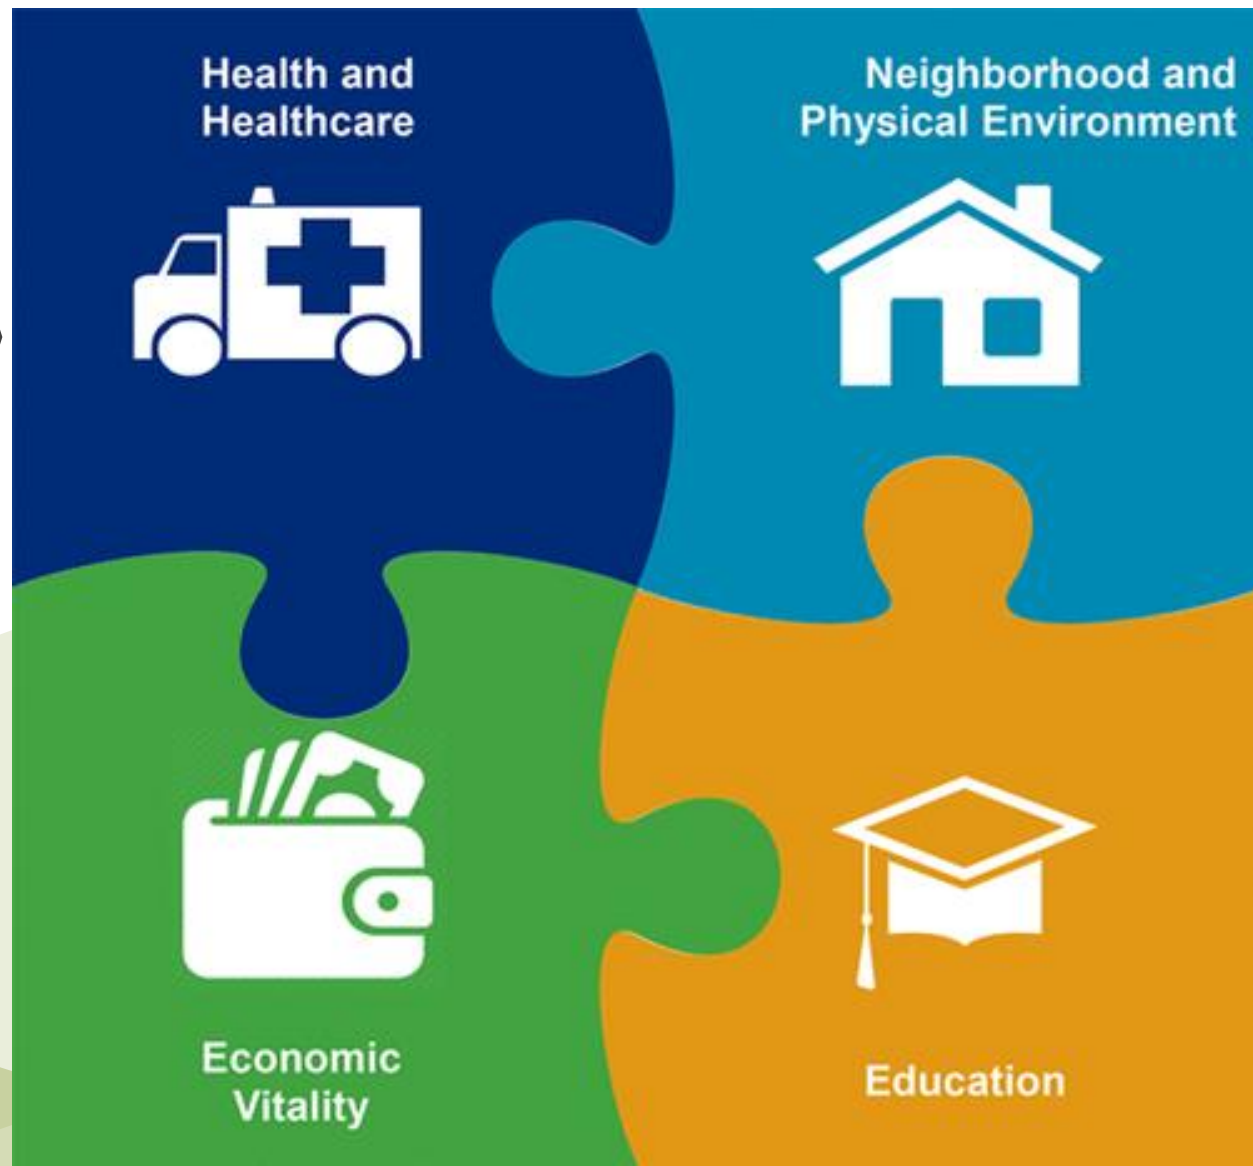 Health and
Healthcare
Neighborhood and
Physical Environment
Economic
Vitality
Education